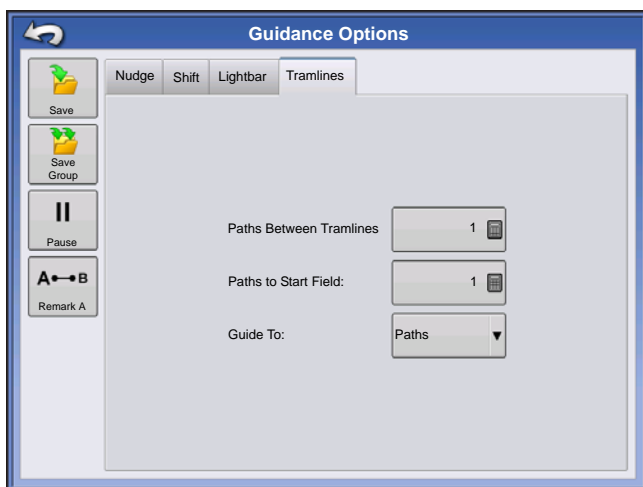 Guidance Options
Nudge Shift Lightbar Tramlines
Save
Save
Group
Pause
A B
Remark A
Paths Between Tramlines 1
Paths to Start Field: 1
Guide To: Paths